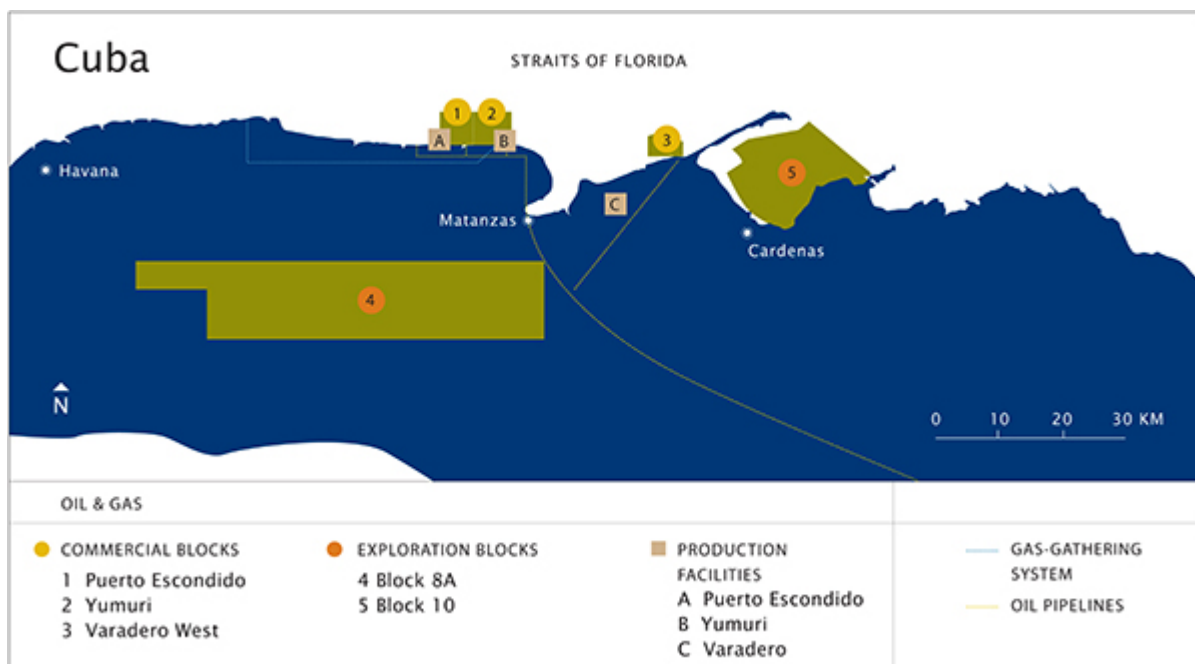 Cuba
STRAITS OF FLORIDA
1
2
A
B
3
5
Havana
C
Matanzas
Cardenas
4
N
0 10 20 30 KM
OIL & GAS
COMMERCIAL BLOCKS
1 Puerto Escondido
2 Yumuri
3 Varadero West
EXPLORATION BLOCKS
4 Block 8A
5 Block 10
PRODUCTION
FACILITIES
A Puerto Escondido
B Yumuri
C Varadero
GAS-GATHERING
SYSTEM
OIL PIPELINES